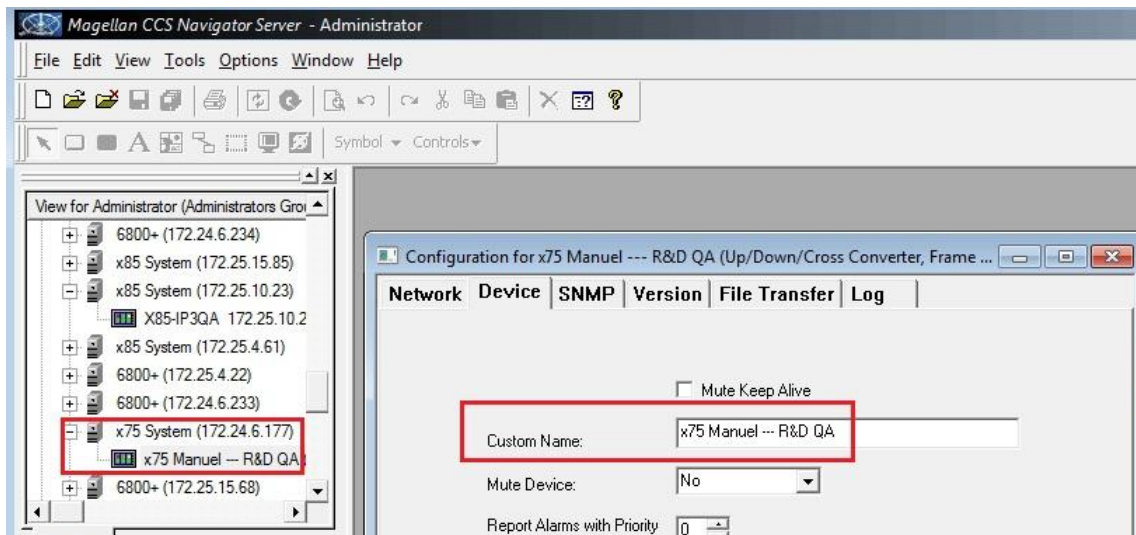 Magellan CCS Navigator Server - Administrator
File Edit View Tools Options Window Help
Symbol Controls
View for Administrator (Administrators Grou
6800+ (172.24.6.234)
x85 System (172.25.15.85)
x85 System (172.25.10.23)
X85-IP3QA 172.25.10.2
x85 System (172.25.4.61)
6800+ (172.25.4.22)
6800+ (172.24.6.233)
x75 System (172.24.6.177)
x75 Manuel --- R&D QA
6800+ (172.25.15.68)
Configuration for x75 Manuel --- R&D QA (Up/Down/Cross Converter, Frame ...
Network Device SNMP Version File Transfer Log
Mute Keep Alive
Custom Name: x75 Manuel --- R&D QA
Mute Device: No
Report Alarms with Priority 0